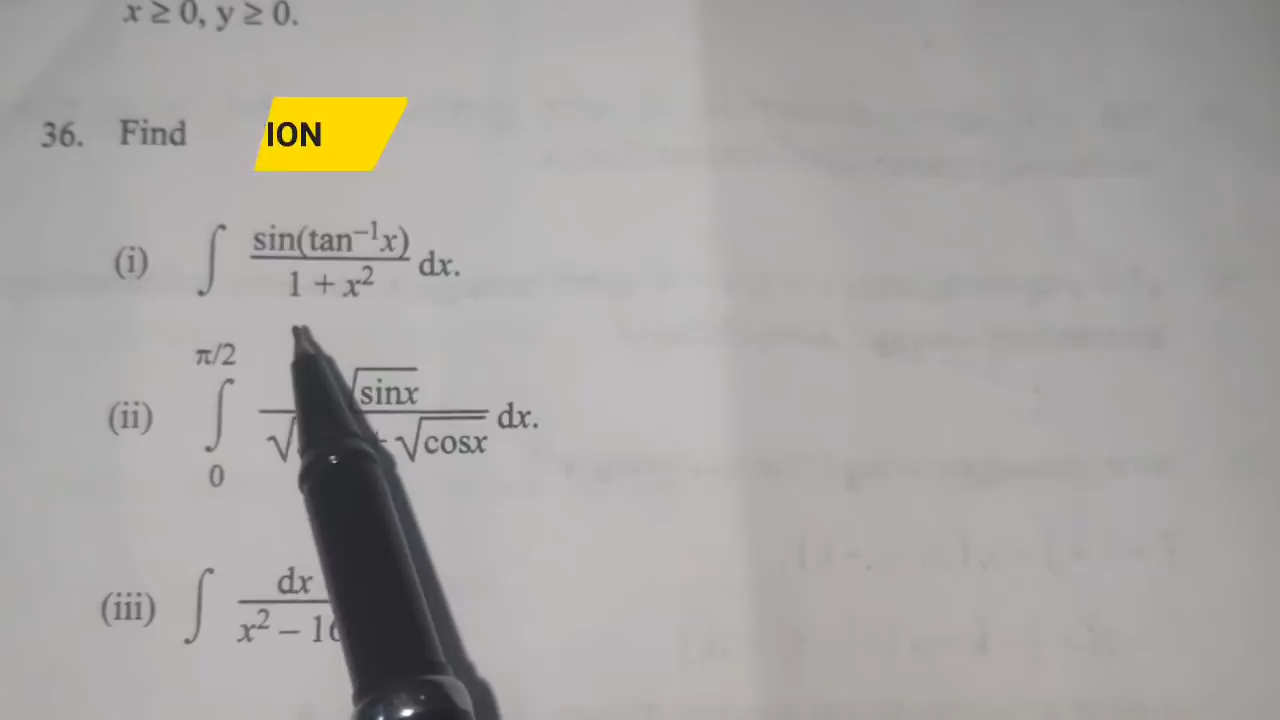 x ≥ 0, y ≥ 0.
36. Find
ION
(i) ∫ sin(tan⁻¹x) / 1 + x² dx.
(ii) ∫₀^π/2 √sinx / √ + √cosx dx.
(iii) ∫ dx / x² – 16